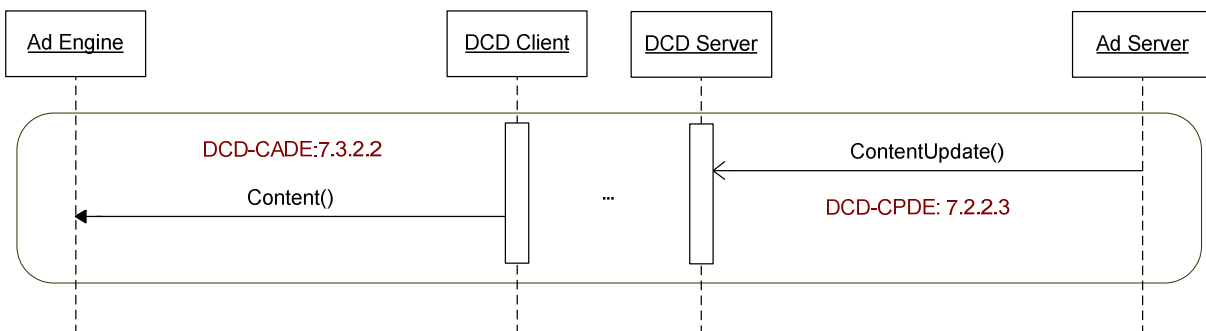 Ad Engine
DCD Client
DCD Server
Ad Server
DCD-CADE:7.3.2.2
ContentUpdate()
Content()
...
DCD-CPDE: 7.2.2.3